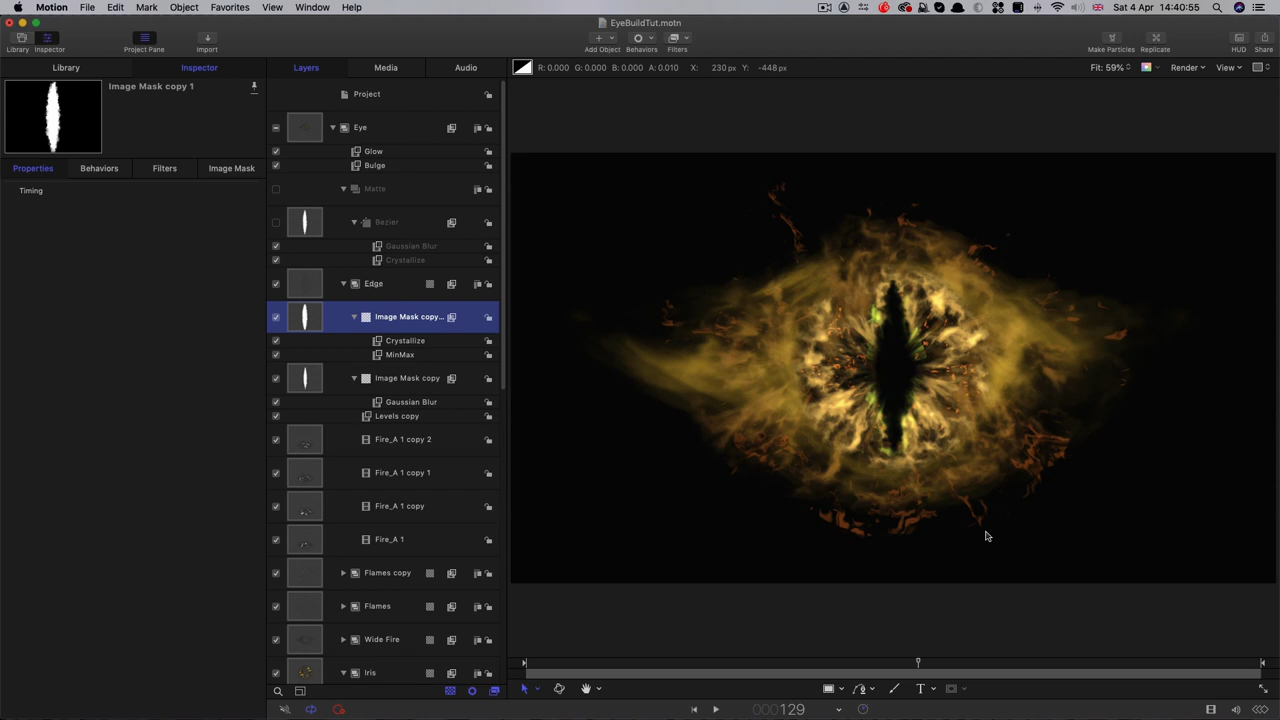 Motion File Edit Mark Object Favorites View Window Help
Sat 4 Apr 14:40:55
EyeBuildTut.motn
Library Inspector Project Pane Import Add Object Behaviors Filters Make Particles Replicate HUD Share
Library Inspector Layers Media Audio
R: 0.000 G: 0.000 B: 0.000 A: 0.010 X: 230 px Y: -448 px
Fit: 59% Render View
Image Mask copy 1
Properties Behaviors Filters Image Mask
Timing
Project
Eye
Glow
Bulge
Matte
Bezier
Gaussian Blur
Crystallize
Edge
Image Mask copy...
Crystallize
MinMax
Image Mask copy
Gaussian Blur
Levels copy
Fire_A 1 copy 2
Fire_A 1 copy 1
Fire_A 1 copy
Fire_A 1
Flames copy
Flames
Wide Fire
Iris
T
000129